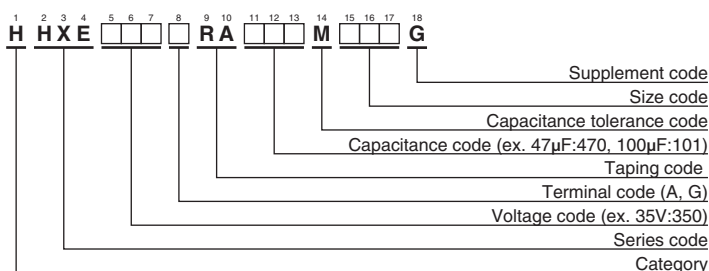 1 2 3 4 5 6 7 8 9 10 11 12 13 14 15 16 17 18
H HXE □□□ □ RA □□□ M □□□ G
Supplement code
Size code
Capacitance tolerance code
Capacitance code (ex. 47µF:470, 100µF:101)
Taping code
Terminal code (A, G)
Voltage code (ex. 35V:350)
Series code
Category